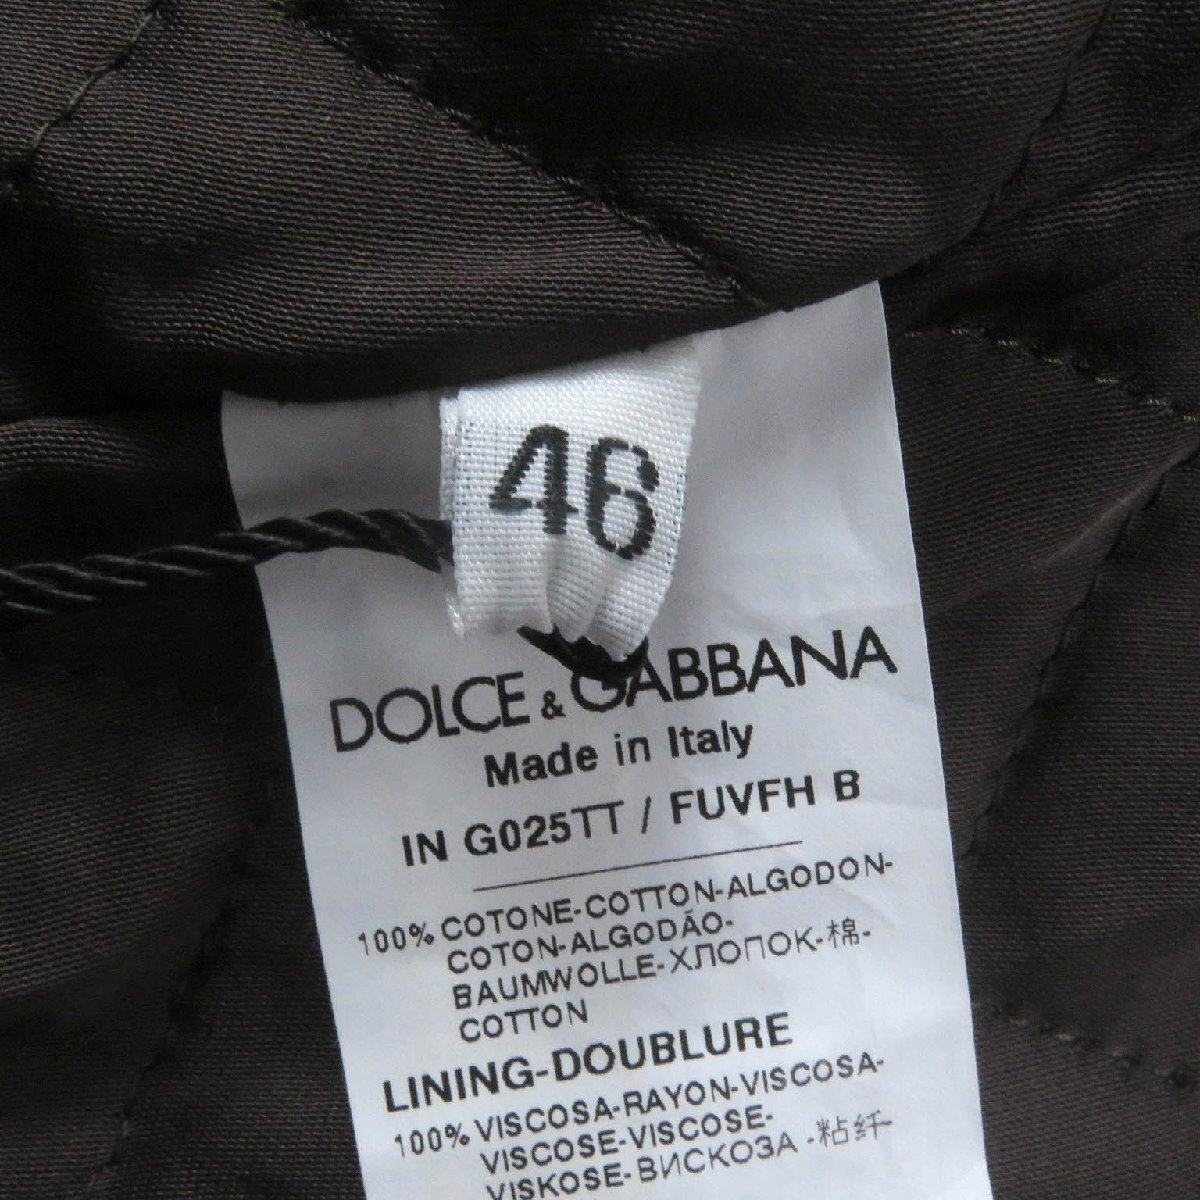 46
DOLCE & GABBANA
Made in Italy
IN G025TT / FUVFH B
100% COTONE-COTTON-ALGODON-
COTON-ALGODÃO-
BAUMWOLLE-ХЛОПОК-棉-
COTTON
LINING-DOUBLURE
100% VISCOSA-RAYON-VISCOSA-
VISCOSE-VISCOSE-
VISKOSE-ВИСКОЗА -粘纤-